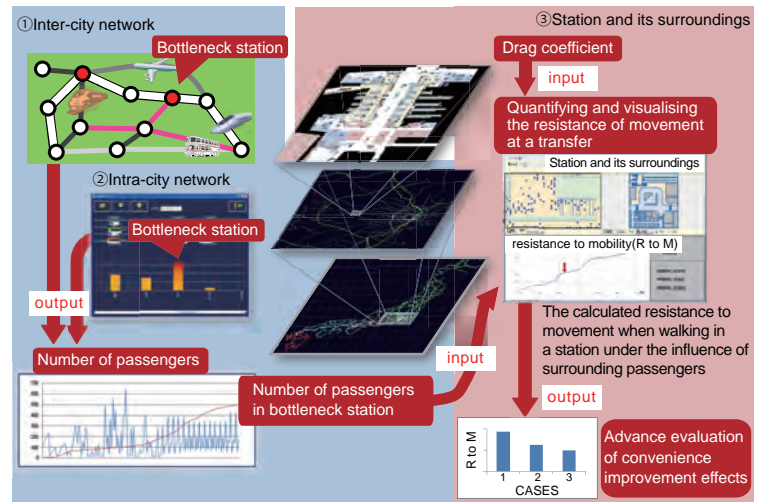 ①Inter-city network
Bottleneck station
②Intra-city network
Bottleneck station
output
Number of passengers
Number of passengers
in bottleneck station
input
③Station and its surroundings
Drag coefficient
input
Quantifying and visualising
the resistance of movement
at a transfer
Station and its surroundings
resistance to mobility(R to M)
The calculated resistance to
movement when walking in
a station under the influence of
surrounding passengers
output
R to M
1 2 3
CASES
Advance evaluation
of convenience
improvement effects